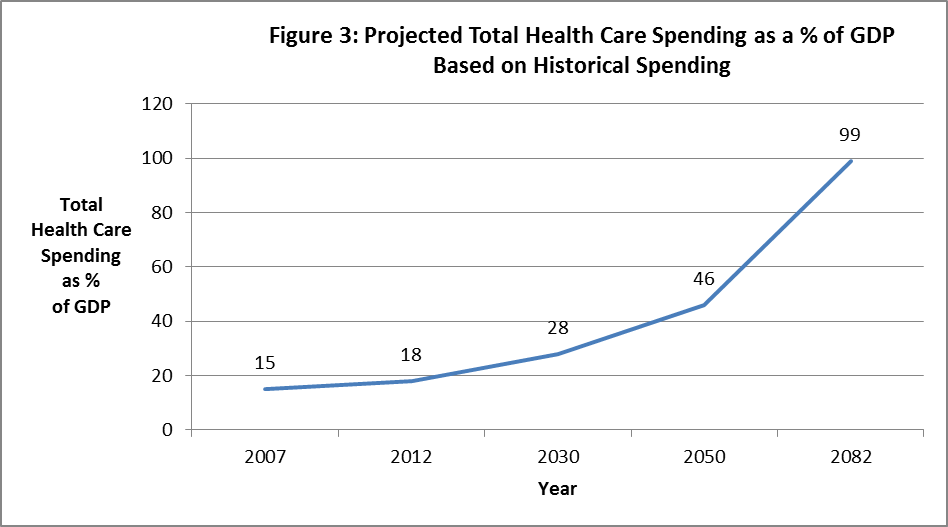 Figure 3: Projected Total Health Care Spending as a % of GDP
Based on Historical Spending
120
100
80
60
40
20
0
Total
Health Care
Spending
as %
of GDP
15
18
28
46
99
2007
2012
2030
2050
2082
Year